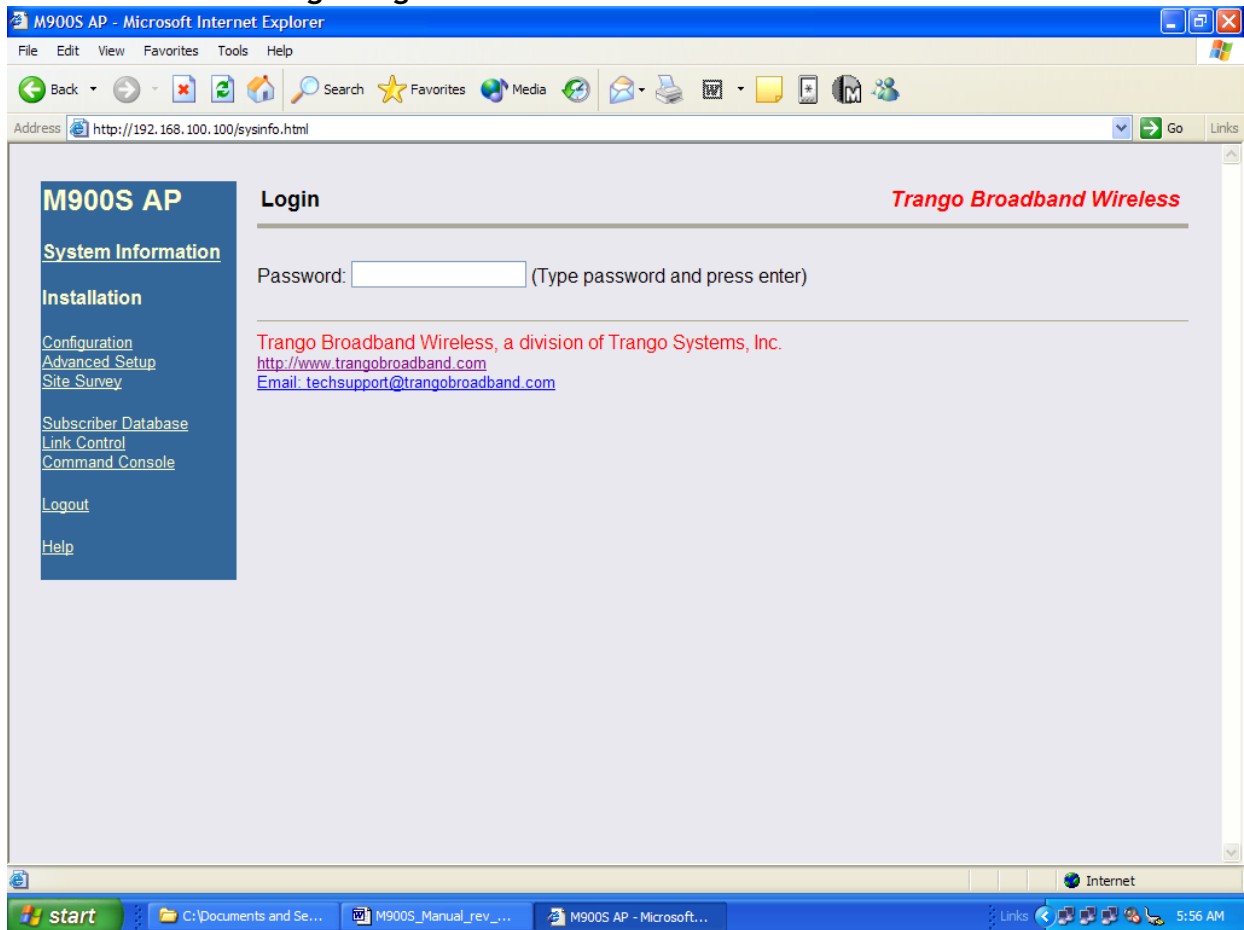 M900S AP - Microsoft Internet Explorer
File Edit View Favorites Tools Help
Back Search Favorites Media
Address http://192.168.100.100/sysinfo.html Go Links
M900S AP
System Information
Installation
Configuration
Advanced Setup
Site Survey
Subscriber Database
Link Control
Command Console
Logout
Help
Login Trango Broadband Wireless
Password: (Type password and press enter)
Trango Broadband Wireless, a division of Trango Systems, Inc.
http://www.trangobroadband.com
Email: techsupport@trangobroadband.com
Internet
start C:\Documents and Se... M900S_Manual_rev_... M900S AP - Microsoft... Links 5:56 AM